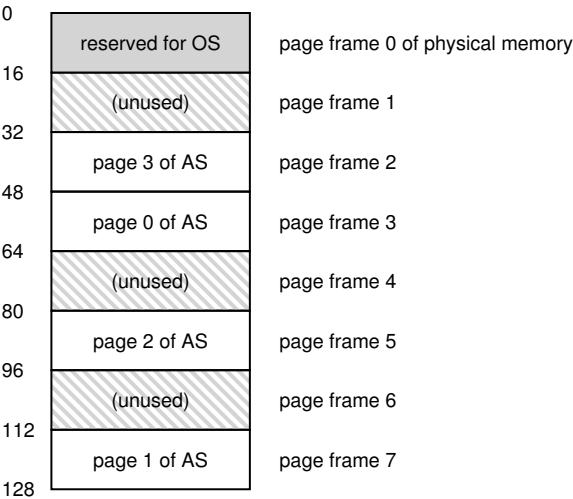 0
reserved for OS page frame 0 of physical memory
16
(unused) page frame 1
32
page 3 of AS page frame 2
48
page 0 of AS page frame 3
64
(unused) page frame 4
80
page 2 of AS page frame 5
96
(unused) page frame 6
112
page 1 of AS page frame 7
128